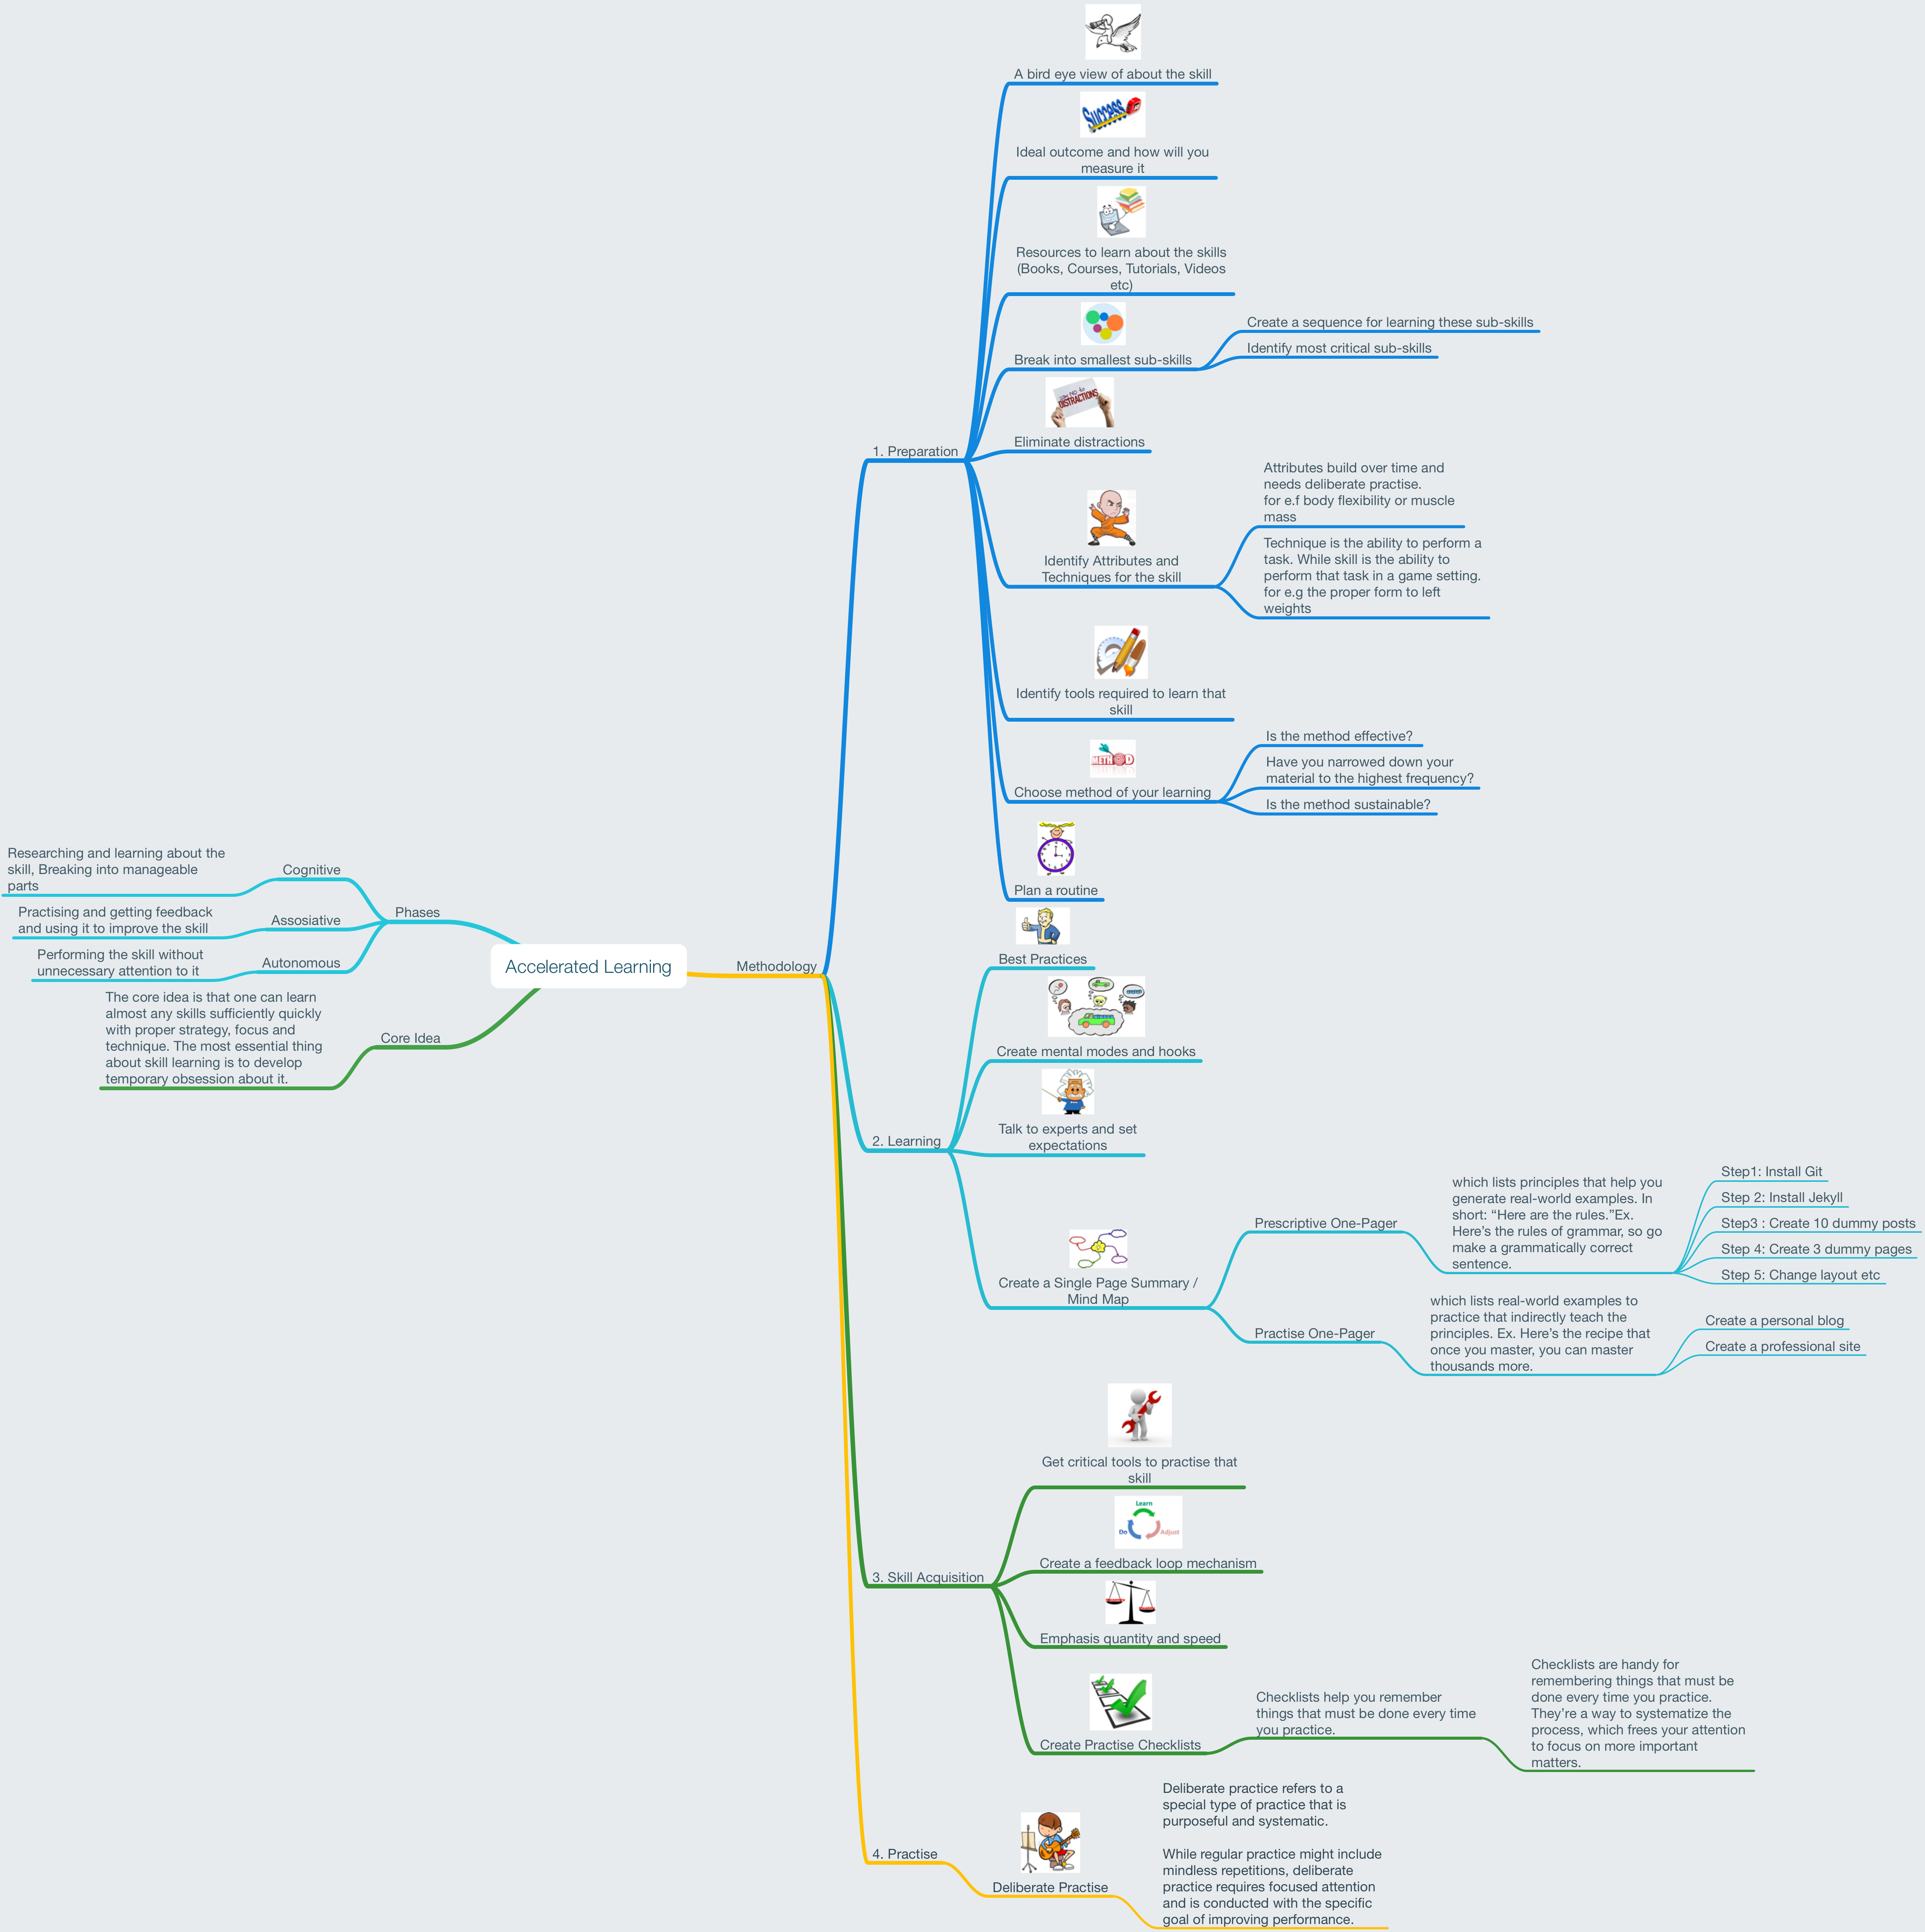 Accelerated Learning
Phases
Cognitive
Researching and learning about the
skill, Breaking into manageable
parts
Assosiative
Practising and getting feedback
and using it to improve the skill
Autonomous
Performing the skill without
unnecessary attention to it
Core Idea
The core idea is that one can learn
almost any skills sufficiently quickly
with proper strategy, focus and
technique. The most essential thing
about skill learning is to develop
temporary obsession about it.
Methodology
1. Preparation
A bird eye view of about the skill
Success
Ideal outcome and how will you
measure it
Resources to learn about the skills
(Books, Courses, Tutorials, Videos
etc)
Break into smallest sub-skills
Create a sequence for learning these sub-skills
Identify most critical sub-skills
DISTRACTIONS
Eliminate distractions
Identify Attributes and
Techniques for the skill
Attributes build over time and
needs deliberate practise.
for e.f body flexibility or muscle
mass
Technique is the ability to perform a
task. While skill is the ability to
perform that task in a game setting.
for e.g the proper form to left
weights
Identify tools required to learn that
skill
METHOD
Choose method of your learning
Is the method effective?
Have you narrowed down your
material to the highest frequency?
Is the method sustainable?
Plan a routine
2. Learning
Best Practices
Create mental modes and hooks
Talk to experts and set
expectations
Create a Single Page Summary /
Mind Map
Prescriptive One-Pager
which lists principles that help you
generate real-world examples. In
short: “Here are the rules.”Ex.
Here’s the rules of grammar, so go
make a grammatically correct
sentence.
Step1: Install Git
Step 2: Install Jekyll
Step3 : Create 10 dummy posts
Step 4: Create 3 dummy pages
Step 5: Change layout etc
Practise One-Pager
which lists real-world examples to
practice that indirectly teach the
principles. Ex. Here’s the recipe that
once you master, you can master
thousands more.
Create a personal blog
Create a professional site
3. Skill Acquisition
Get critical tools to practise that
skill
Learn
Do
Adjust
Create a feedback loop mechanism
Emphasis quantity and speed
Create Practise Checklists
Checklists help you remember
things that must be done every time
you practice.
Checklists are handy for
remembering things that must be
done every time you practice.
They’re a way to systematize the
process, which frees your attention
to focus on more important
matters.
4. Practise
Deliberate Practise
Deliberate practice refers to a
special type of practice that is
purposeful and systematic.
While regular practice might include
mindless repetitions, deliberate
practice requires focused attention
and is conducted with the specific
goal of improving performance.